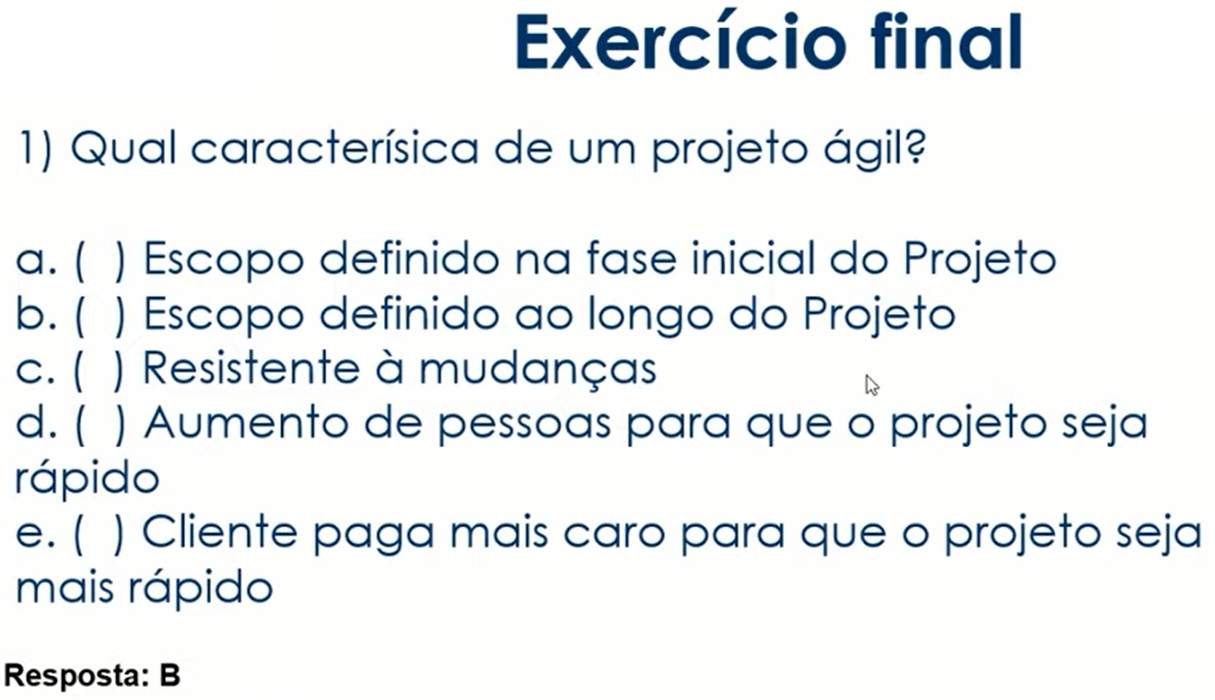 Exercício final
1) Qual caracterísica de um projeto ágil?
a. ( ) Escopo definido na fase inicial do Projeto
b. ( ) Escopo definido ao longo do Projeto
c. ( ) Resistente à mudanças
d. ( ) Aumento de pessoas para que o projeto seja
rápido
e. ( ) Cliente paga mais caro para que o projeto seja
mais rápido
Resposta: B